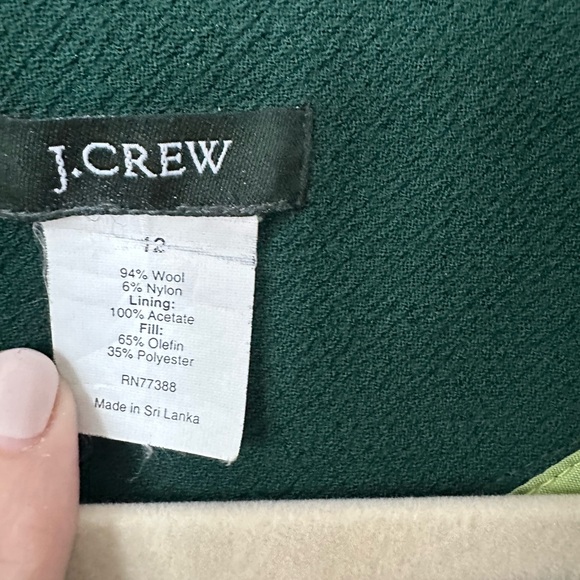 J.CREW
12
94% Wool
6% Nylon
Lining:
100% Acetate
Fill:
65% Olefin
35% Polyester
RN77388
Made in Sri Lanka